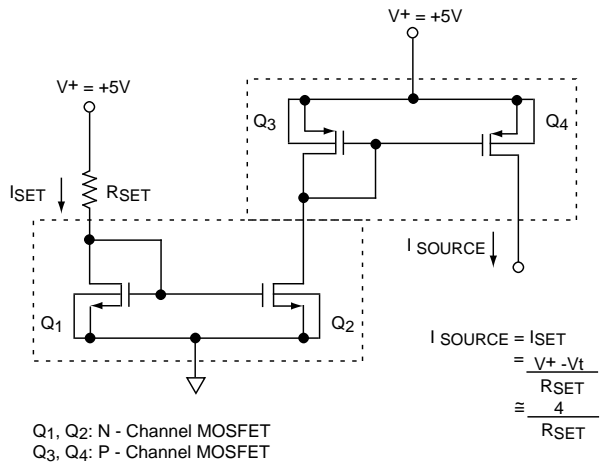 V+ = +5V
V+ = +5V
Q3
Q4
ISET
RSET
I SOURCE
Q1
Q2
I SOURCE = ISET
= V+ -Vt
RSET
≅ 4
RSET
Q1, Q2: N - Channel MOSFET
Q3, Q4: P - Channel MOSFET